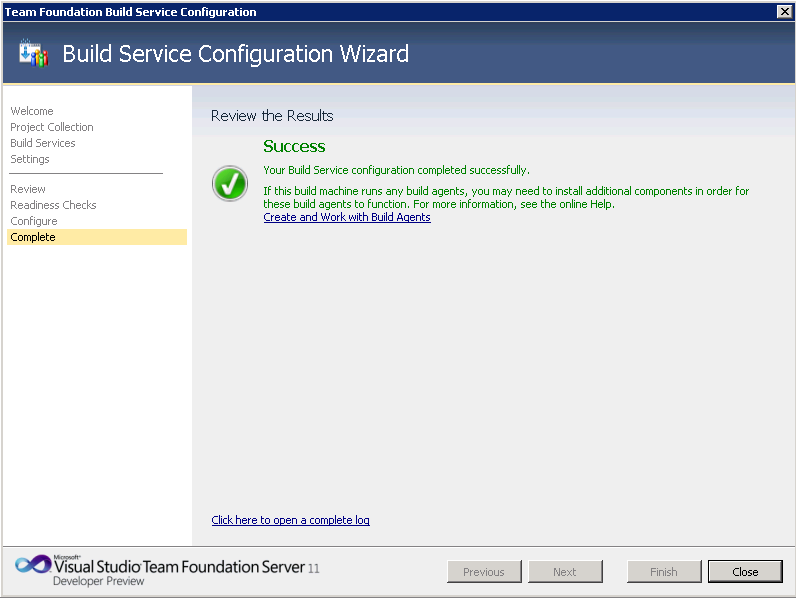 Team Foundation Build Service Configuration
Build Service Configuration Wizard
Welcome
Project Collection
Build Services
Settings
Review
Readiness Checks
Configure
Complete
Review the Results
Success
Your Build Service configuration completed successfully.
If this build machine runs any build agents, you may need to install additional components in order for
these build agents to function. For more information, see the online Help.
Create and Work with Build Agents
Click here to open a complete log
Microsoft®
Visual Studio Team Foundation Server 11
Developer Preview
Previous
Next
Finish
Close